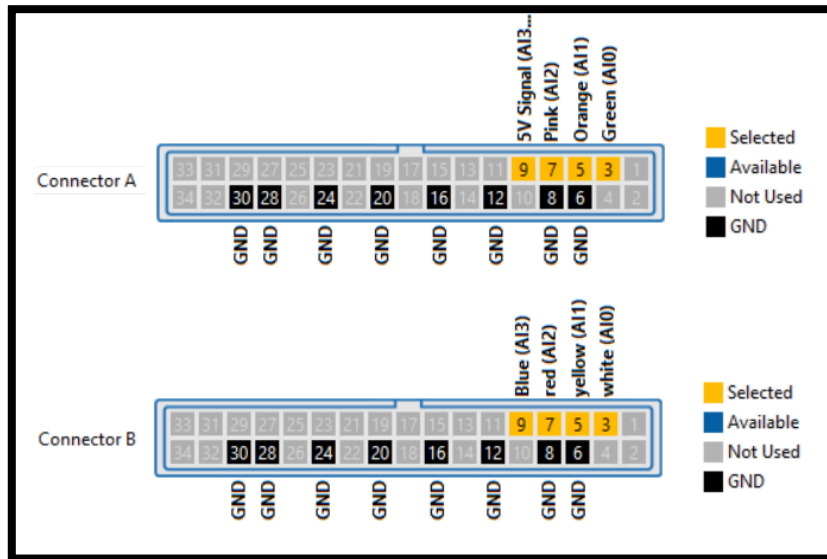 5V Signal (AI3...
Pink (AI2)
Orange (AI1)
Green (AI0)
Connector A
33 31 29 27 25 23 21 19 17 15 13 11 9 7 5 3 1
34 32 30 28 26 24 22 20 18 16 14 12 10 8 6 4 2
GND GND GND GND GND GND GND GND
Selected
Available
Not Used
GND
Blue (AI3)
red (AI2)
yellow (AI1)
white (AI0)
Connector B
33 31 29 27 25 23 21 19 17 15 13 11 9 7 5 3 1
34 32 30 28 26 24 22 20 18 16 14 12 10 8 6 4 2
GND GND GND GND GND GND GND GND
Selected
Available
Not Used
GND